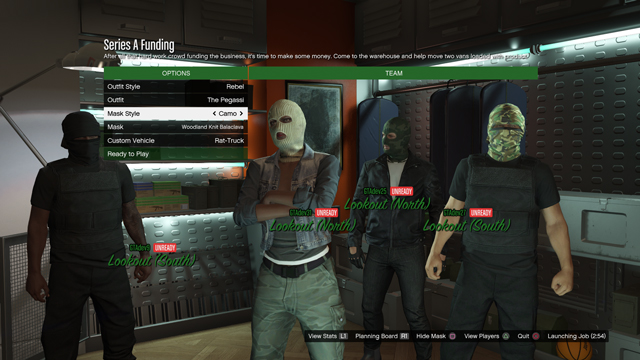 Series A Funding
After all the hard work crowd funding the business, it's time to make some money. Come to the warehouse and help move two vans loaded with product.
OPTIONS TEAM
Outfit Style Rebel
Outfit The Pegassi
Mask Style < Camo >
Mask Woodland Knit Balaclava
Custom Vehicle Rat-Truck
Ready to Play
UNREADY
Lookout (North)
UNREADY
Lookout (North)
UNREADY
Lookout (South)
UNREADY
Lookout (South)
View Stats L1 Planning Board R1 Hide Mask View Players Quit Launching Job (2:54)